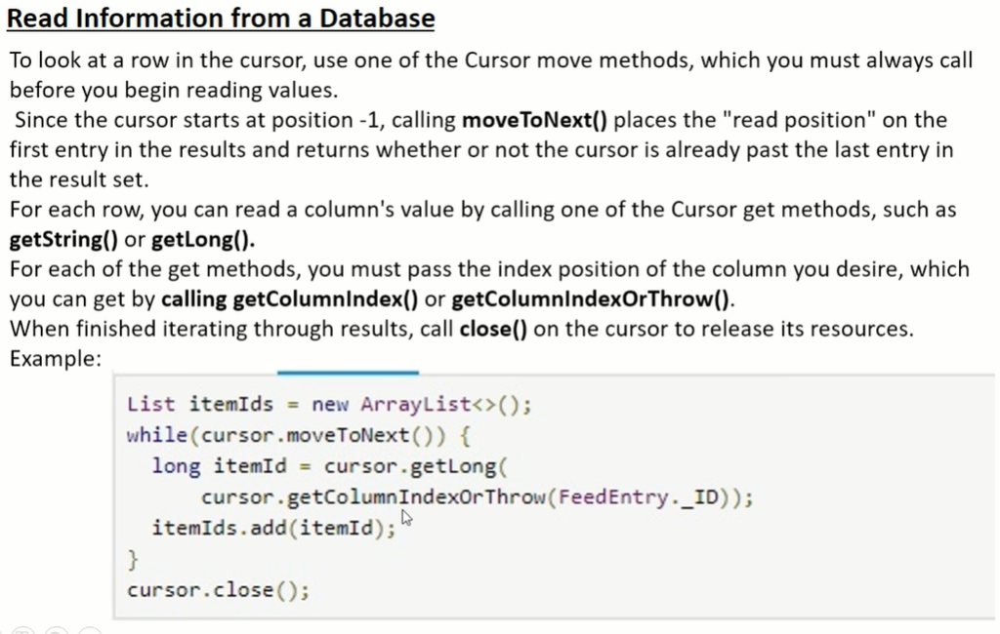 Read Information from a Database
To look at a row in the cursor, use one of the Cursor move methods, which you must always call
before you begin reading values.
Since the cursor starts at position -1, calling moveToNext() places the "read position" on the
first entry in the results and returns whether or not the cursor is already past the last entry in
the result set.
For each row, you can read a column's value by calling one of the Cursor get methods, such as
getString() or getLong().
For each of the get methods, you must pass the index position of the column you desire, which
you can get by calling getColumnIndex() or getColumnIndexOrThrow().
When finished iterating through results, call close() on the cursor to release its resources.
Example:
List itemIds = new ArrayList<>();
while(cursor.moveToNext()) {
  long itemId = cursor.getLong(
      cursor.getColumnIndexOrThrow(FeedEntry._ID));
  itemIds.add(itemId);
}
cursor.close();